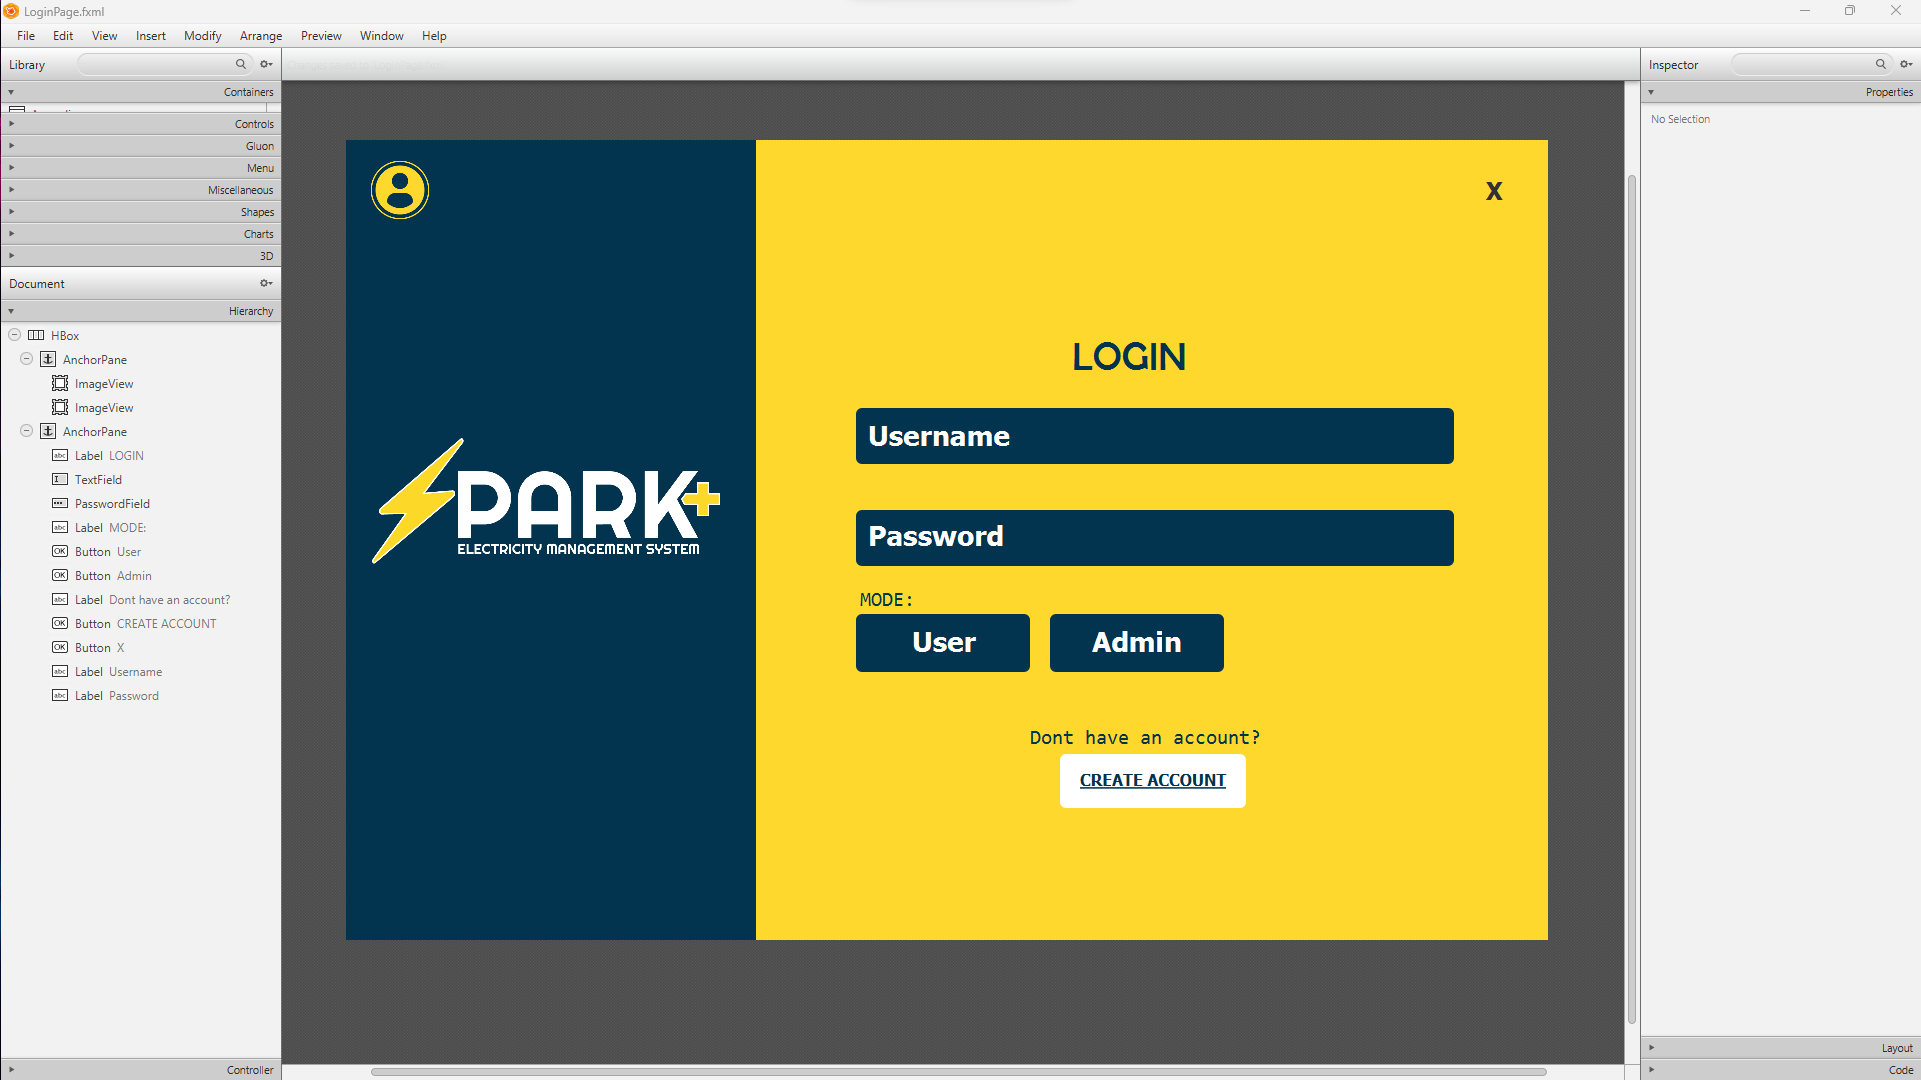 LoginPage.fxml
File Edit View Insert Modify Arrange Preview Window Help
Library
Containers
Controls
Gluon
Menu
Miscellaneous
Shapes
Charts
3D
Document
Hierarchy
HBox
AnchorPane
ImageView
ImageView
AnchorPane
Label LOGIN
TextField
PasswordField
Label MODE:
Button User
Button Admin
Label Dont have an account?
Button CREATE ACCOUNT
Button X
Label Username
Label Password
Controller
PARK+
ELECTRICITY MANAGEMENT SYSTEM
X
LOGIN
Username
Password
MODE:
User Admin
Dont have an account?
CREATE ACCOUNT
Inspector
Properties
No Selection
Layout
Code